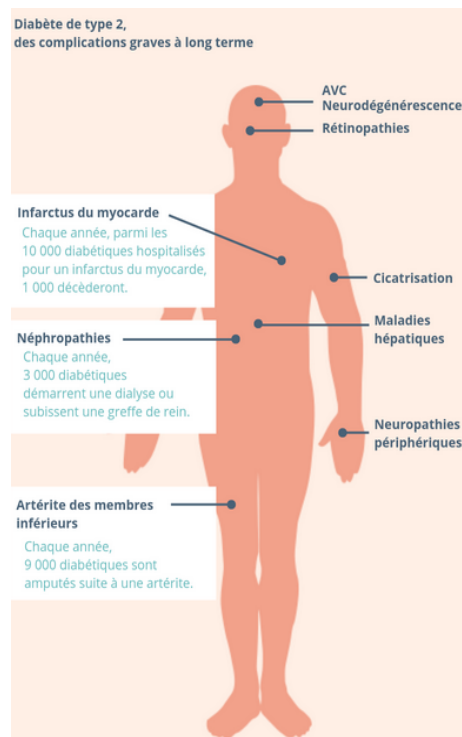 Diabète de type 2,
des complications graves à long terme
AVC
Neurodégénérescence
Rétinopathies
Infarctus du myocarde
Chaque année, parmi les
10 000 diabétiques hospitalisés
pour un infarctus du myocarde,
1 000 décèderont.
Cicatrisation
Maladies
hépatiques
Néphropathies
Chaque année,
3 000 diabétiques
démarrent une dialyse ou
subissent une greffe de rein.
Neuropathies
périphériques
Artérite des membres
inférieurs
Chaque année,
9 000 diabétiques sont
amputés suite à une artérite.